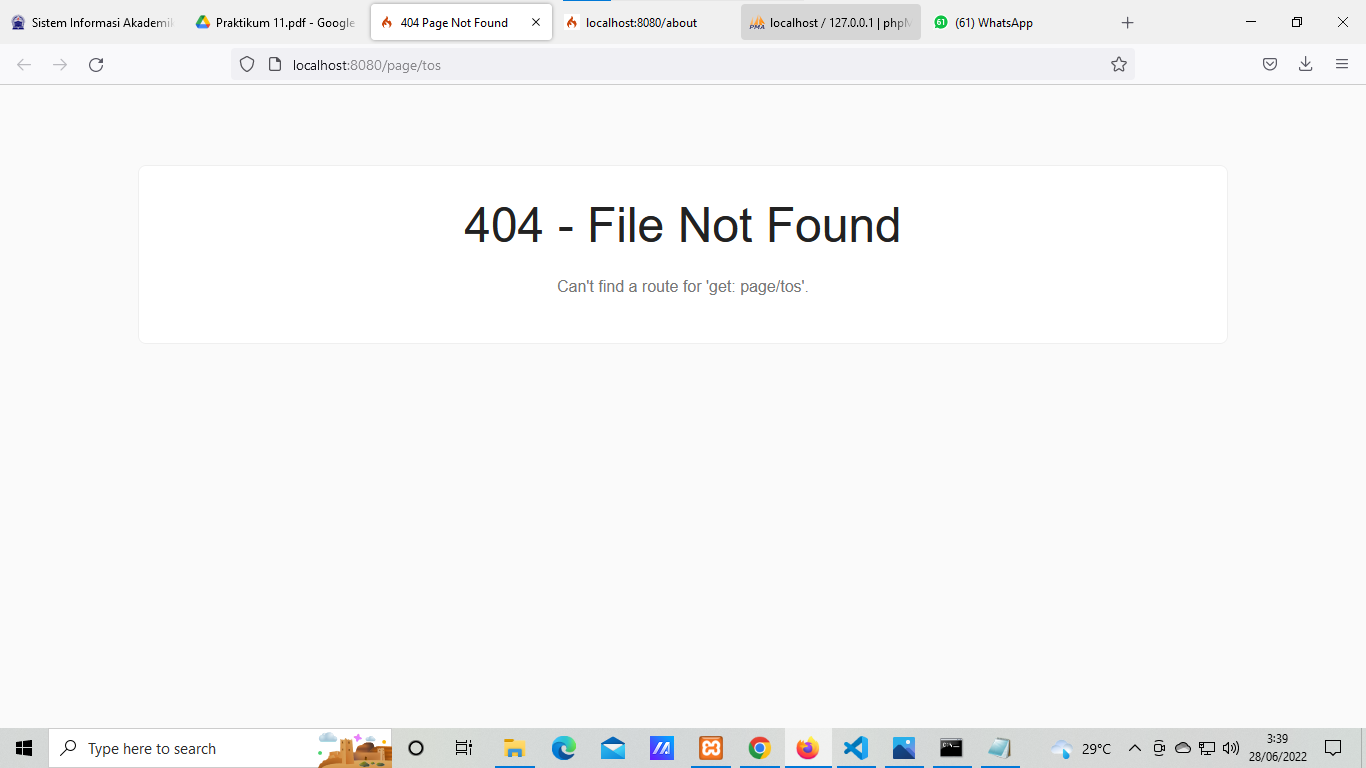 Sistem Informasi Akademik
Praktikum 11.pdf - Google
404 Page Not Found
localhost:8080/about
localhost / 127.0.0.1 | phpM
61
(61) WhatsApp
PMA
localhost:8080/page/tos
404 - File Not Found
Can't find a route for 'get: page/tos'.
Type here to search
29°C
3:39
28/06/2022